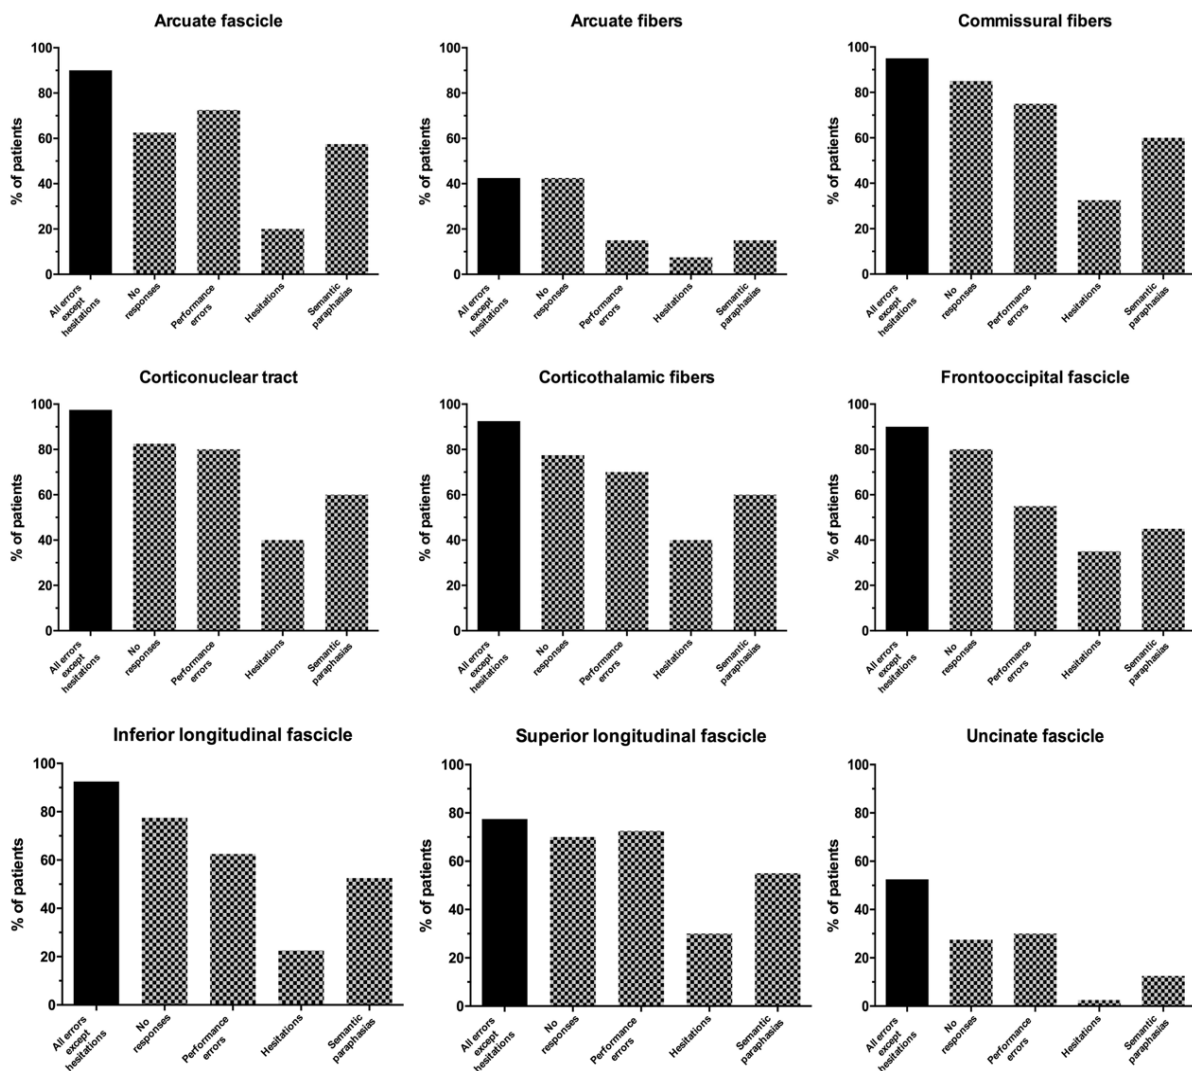 Arcuate fascicle
% of patients
100
80
60
40
20
0
All errors
except
hesitations
No
responses
Performance
errors
Hesitations
Semantic
paraphasias
Arcuate fibers
% of patients
100
80
60
40
20
0
All errors
except
hesitations
No
responses
Performance
errors
Hesitations
Semantic
paraphasias
Commissural fibers
% of patients
100
80
60
40
20
0
All errors
except
hesitations
No
responses
Performance
errors
Hesitations
Semantic
paraphasias
Corticonuclear tract
% of patients
100
80
60
40
20
0
All errors
except
hesitations
No
responses
Performance
errors
Hesitations
Semantic
paraphasias
Corticothalamic fibers
% of patients
100
80
60
40
20
0
All errors
except
hesitations
No
responses
Performance
errors
Hesitations
Semantic
paraphasias
Frontooccipital fascicle
% of patients
100
80
60
40
20
0
All errors
except
hesitations
No
responses
Performance
errors
Hesitations
Semantic
paraphasias
Inferior longitudinal fascicle
% of patients
100
80
60
40
20
0
All errors
except
hesitations
No
responses
Performance
errors
Hesitations
Semantic
paraphasias
Superior longitudinal fascicle
% of patients
100
80
60
40
20
0
All errors
except
hesitations
No
responses
Performance
errors
Hesitations
Semantic
paraphasias
Uncinate fascicle
% of patients
100
80
60
40
20
0
All errors
except
hesitations
No
responses
Performance
errors
Hesitations
Semantic
paraphasias